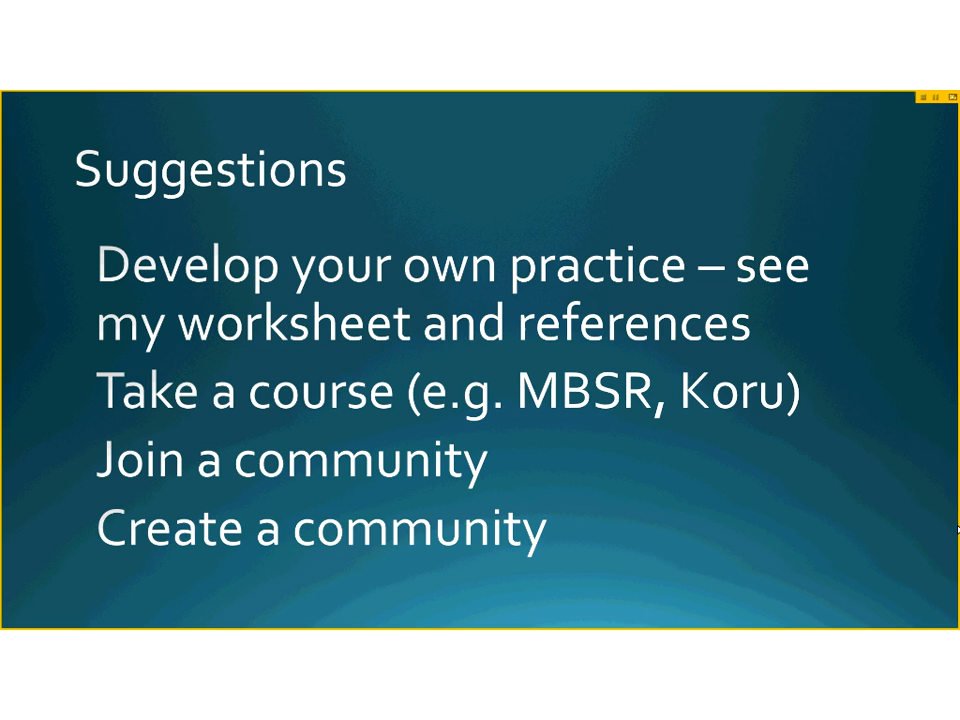 Suggestions
Develop your own practice – see
my worksheet and references
Take a course (e.g. MBSR, Koru)
Join a community
Create a community